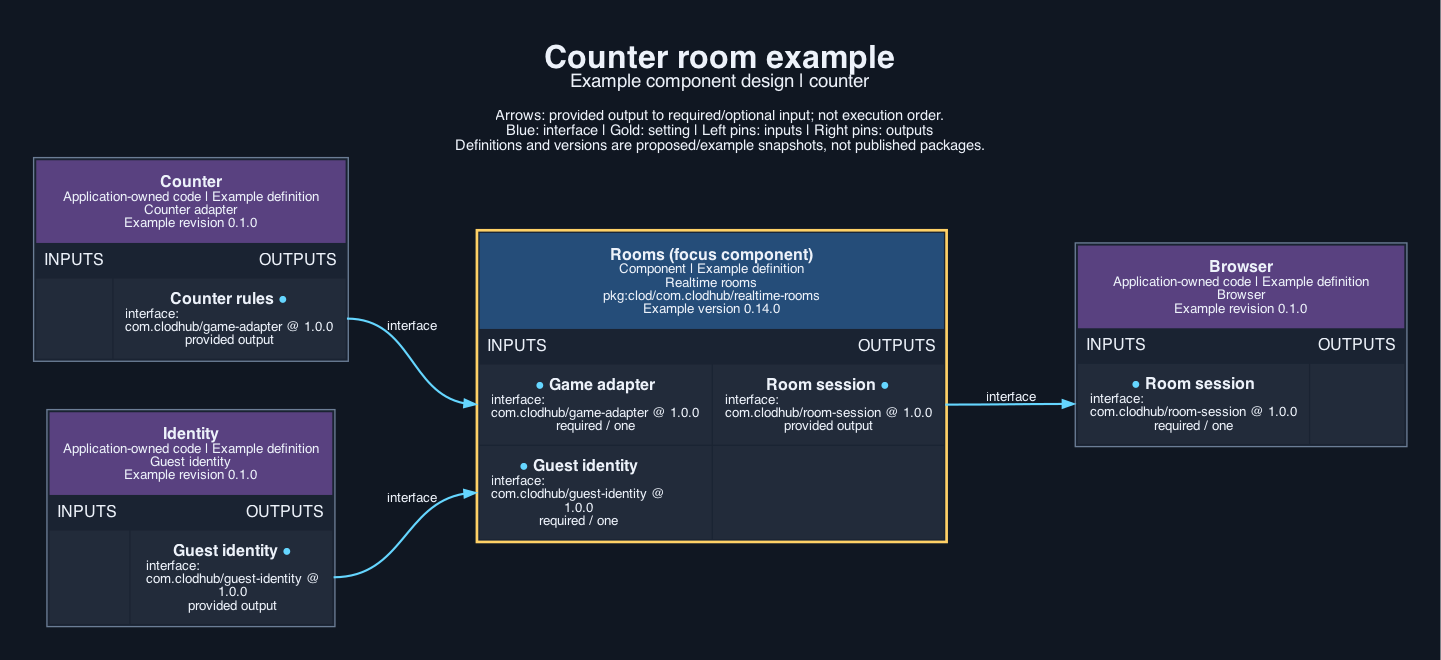 Counter room example
Example component design | counter
Arrows: provided output to required/optional input; not execution order.
Blue: interface | Gold: setting | Left pins: inputs | Right pins: outputs
Definitions and versions are proposed/example snapshots, not published packages.
Counter
Application-owned code | Example definition
Counter adapter
Example revision 0.1.0
INPUTS OUTPUTS
Counter rules
interface:
com.clodhub/game-adapter @ 1.0.0
provided output
interface
Identity
Application-owned code | Example definition
Guest identity
Example revision 0.1.0
INPUTS OUTPUTS
Guest identity
interface:
com.clodhub/guest-identity @
1.0.0
provided output
interface
Rooms (focus component)
Component | Example definition
Realtime rooms
pkg:clod/com.clodhub/realtime-rooms
Example version 0.14.0
INPUTS OUTPUTS
Game adapter
interface:
com.clodhub/game-adapter @ 1.0.0
required / one
Room session
interface:
com.clodhub/room-session @ 1.0.0
provided output
Guest identity
interface:
com.clodhub/guest-identity @
1.0.0
required / one
interface
Browser
Application-owned code | Example definition
Browser
Example revision 0.1.0
INPUTS OUTPUTS
Room session
interface:
com.clodhub/room-session @ 1.0.0
required / one